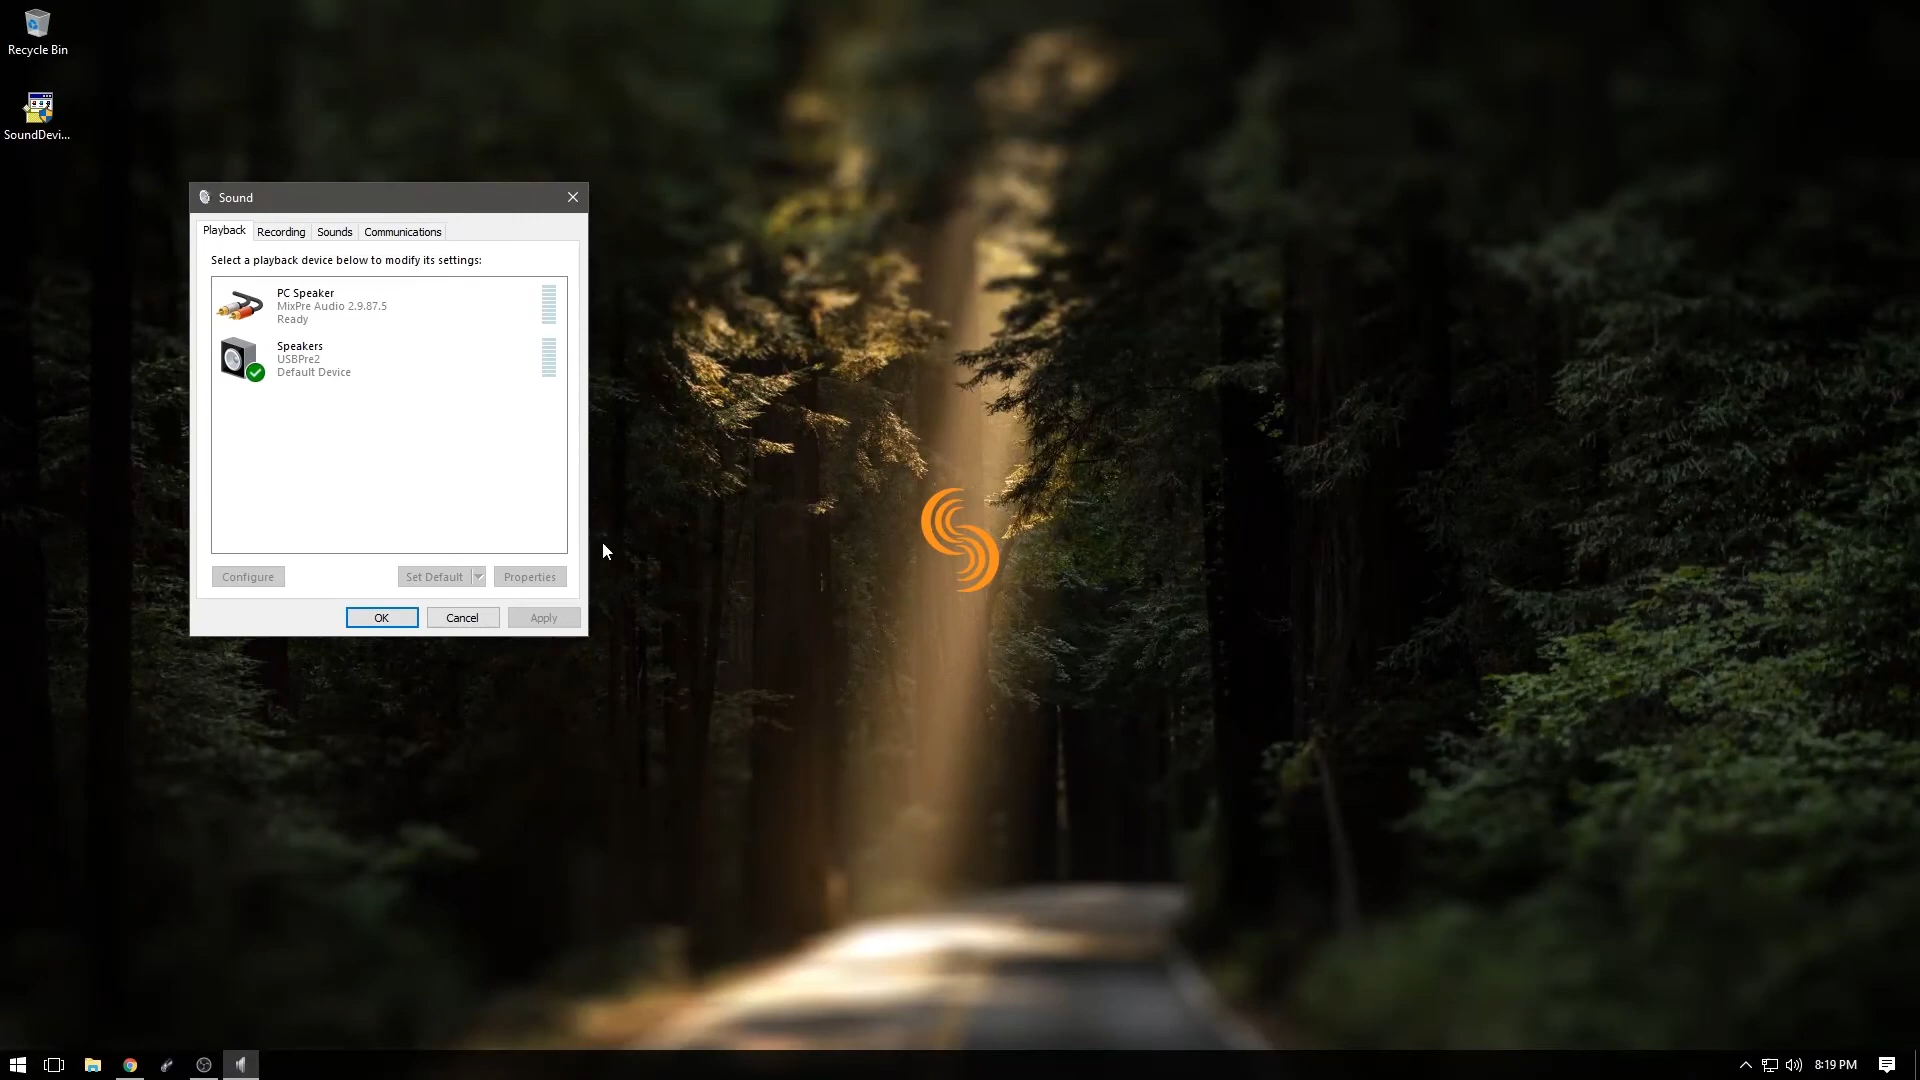 Recycle Bin
SoundDevi...
Sound
Playback
Recording
Sounds
Communications
Select a playback device below to modify its settings:
PC Speaker
MixPre Audio 2.9.87.5
Ready
Speakers
USBPre2
Default Device
Configure
Set Default
Properties
OK
Cancel
Apply
8:19 PM